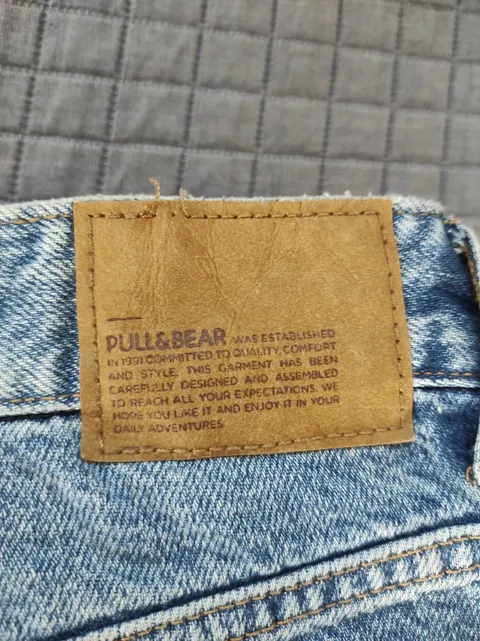 PULL&BEAR WAS ESTABLISHED
IN 1991 COMMITTED TO QUALITY, COMFORT
AND STYLE. THIS GARMENT HAS BEEN
CAREFULLY DESIGNED AND ASSEMBLED
TO REACH ALL YOUR EXPECTATIONS. WE
HOPE YOU LIKE IT AND ENJOY IT IN YOUR
DAILY ADVENTURES.